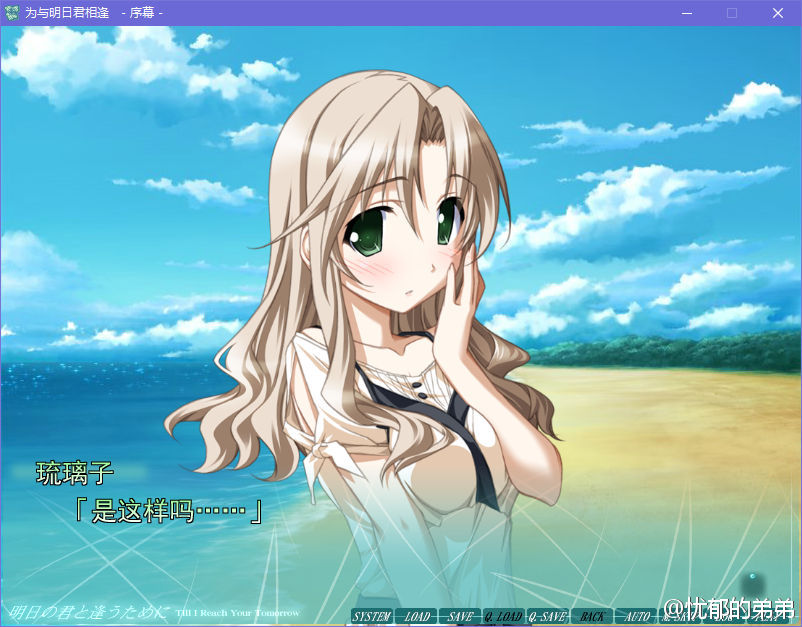 为与明日君相逢 - 序幕 -
琉璃子
「是这样吗……」
明日の君と逢うために Till I Reach Your Tomorrow
SYSTEM LOAD SAVE Q.LOAD Q.SAVE BACK AUTO
@忧郁的弟弟